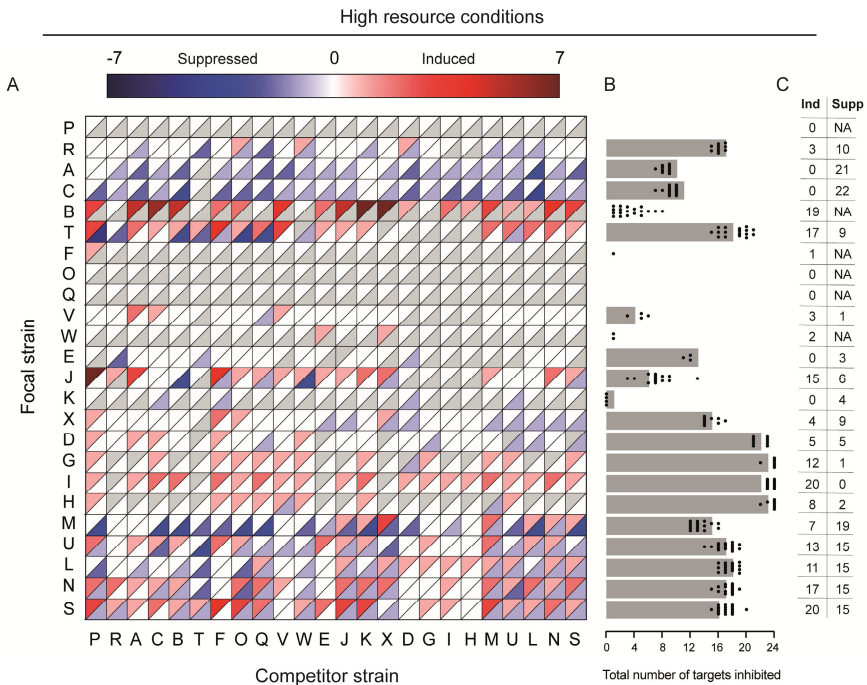 High resource conditions
-7 0 7
Suppressed Induced
A B C
Ind Supp
P 0 NA
R 3 10
A 0 21
C 0 22
B 19 NA
T 17 9
F 1 NA
O 0 NA
Q 0 NA
V 3 1
W 2 NA
E 0 3
J 15 6
K 0 4
X 4 9
D 5 5
G 12 1
I 20 0
H 8 2
M 7 19
U 13 15
L 11 15
N 17 15
S 20 15
Focal strain
P R A C B T F O Q V W E J K X D G I H M U L N S
Competitor strain
0 4 8 12 16 20 24
Total number of targets inhibited